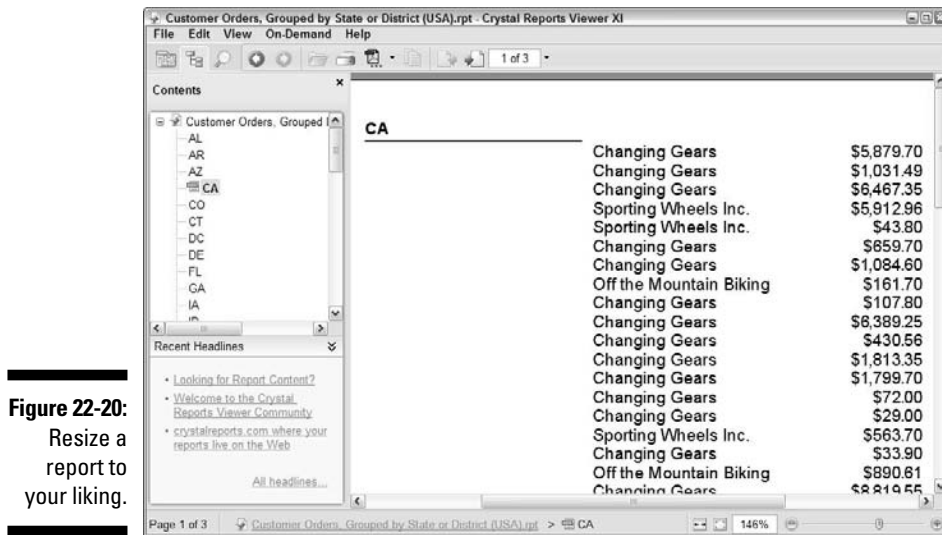 Customer Orders, Grouped by State or District (USA).rpt - Crystal Reports Viewer XI
File Edit View On-Demand Help
1 of 3
Contents
Customer Orders, Grouped
AL
AR
AZ
CA
CO
CT
DC
DE
FL
GA
IA
ID
Recent Headlines
• Looking for Report Content?
• Welcome to the Crystal
Reports Viewer Community
• crystalreports.com where your
reports live on the Web
All headlines...
CA
Changing Gears $5,879.70
Changing Gears $1,031.49
Changing Gears $6,467.35
Sporting Wheels Inc. $5,912.96
Sporting Wheels Inc. $43.80
Changing Gears $659.70
Changing Gears $1,084.60
Off the Mountain Biking $161.70
Changing Gears $107.80
Changing Gears $6,389.25
Changing Gears $430.56
Changing Gears $1,813.35
Changing Gears $1,799.70
Changing Gears $72.00
Changing Gears $29.00
Sporting Wheels Inc. $563.70
Changing Gears $33.90
Off the Mountain Biking $890.61
Changing Gears $8,819.55
Page 1 of 3 Customer Orders, Grouped by State or District (USA).rpt > CA 146%
Figure 22-20:
Resize a
report to
your liking.